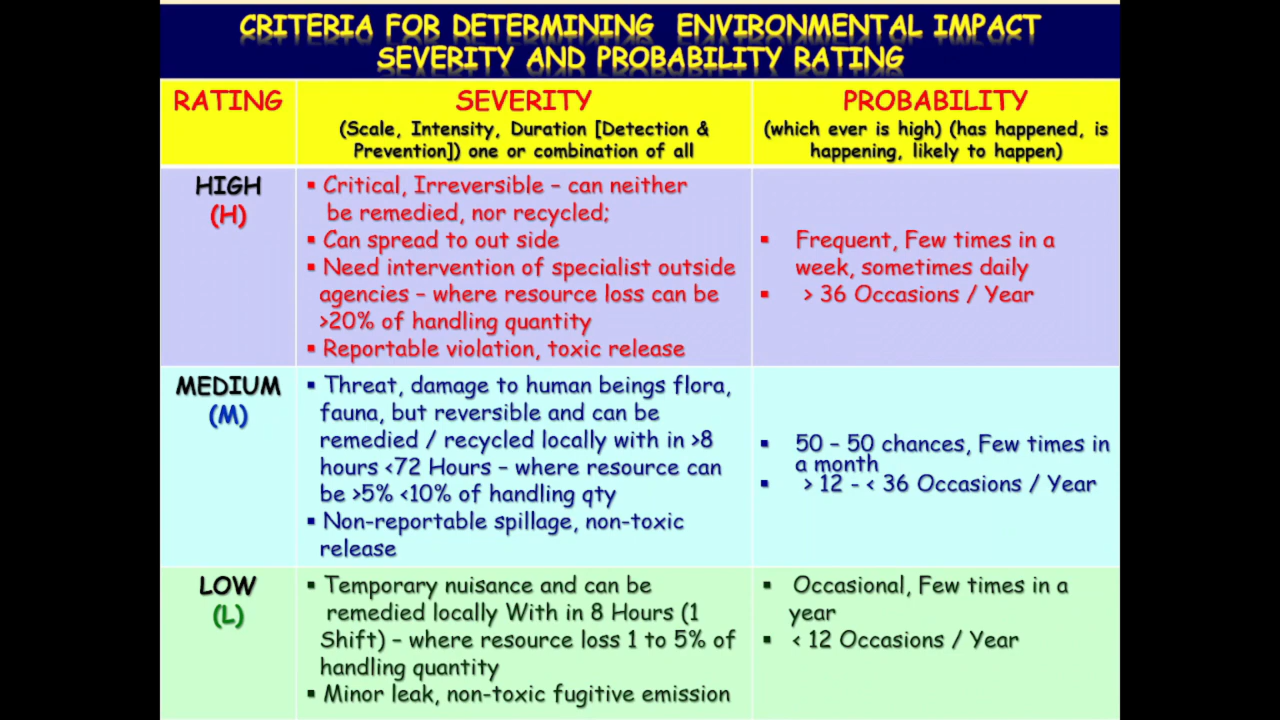 CRITERIA FOR DETERMINING ENVIRONMENTAL IMPACT
SEVERITY AND PROBABILITY RATING
RATING
SEVERITY
(Scale, Intensity, Duration [Detection &
Prevention]) one or combination of all
PROBABILITY
(which ever is high) (has happened, is
happening, likely to happen)
HIGH
(H)
▪ Critical, Irreversible – can neither
be remedied, nor recycled;
▪ Can spread to out side
▪ Need intervention of specialist outside
agencies – where resource loss can be
>20% of handling quantity
▪ Reportable violation, toxic release
▪ Frequent, Few times in a
week, sometimes daily
▪ > 36 Occasions / Year
MEDIUM
(M)
▪ Threat, damage to human beings flora,
fauna, but reversible and can be
remedied / recycled locally with in >8
hours <72 Hours – where resource can
be >5% <10% of handling qty
▪ Non-reportable spillage, non-toxic
release
▪ 50 – 50 chances, Few times in
a month
▪ > 12 - < 36 Occasions / Year
LOW
(L)
▪ Temporary nuisance and can be
remedied locally With in 8 Hours (1
Shift) – where resource loss 1 to 5% of
handling quantity
▪ Minor leak, non-toxic fugitive emission
▪ Occasional, Few times in a
year
▪ < 12 Occasions / Year